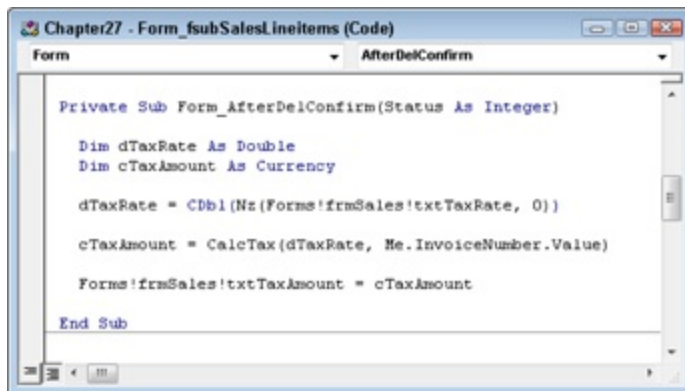 Chapter27 - Form_fsubSalesLineitems (Code)
Form AfterDelConfirm
Private Sub Form_AfterDelConfirm(Status As Integer)
Dim dTaxRate As Double
Dim cTaxAmount As Currency
dTaxRate = CDbl(Nz(Forms!frmSales!txtTaxRate, 0))
cTaxAmount = CalcTax(dTaxRate, Me.InvoiceNumber.Value)
Forms!frmSales!txtTaxAmount = cTaxAmount
End Sub